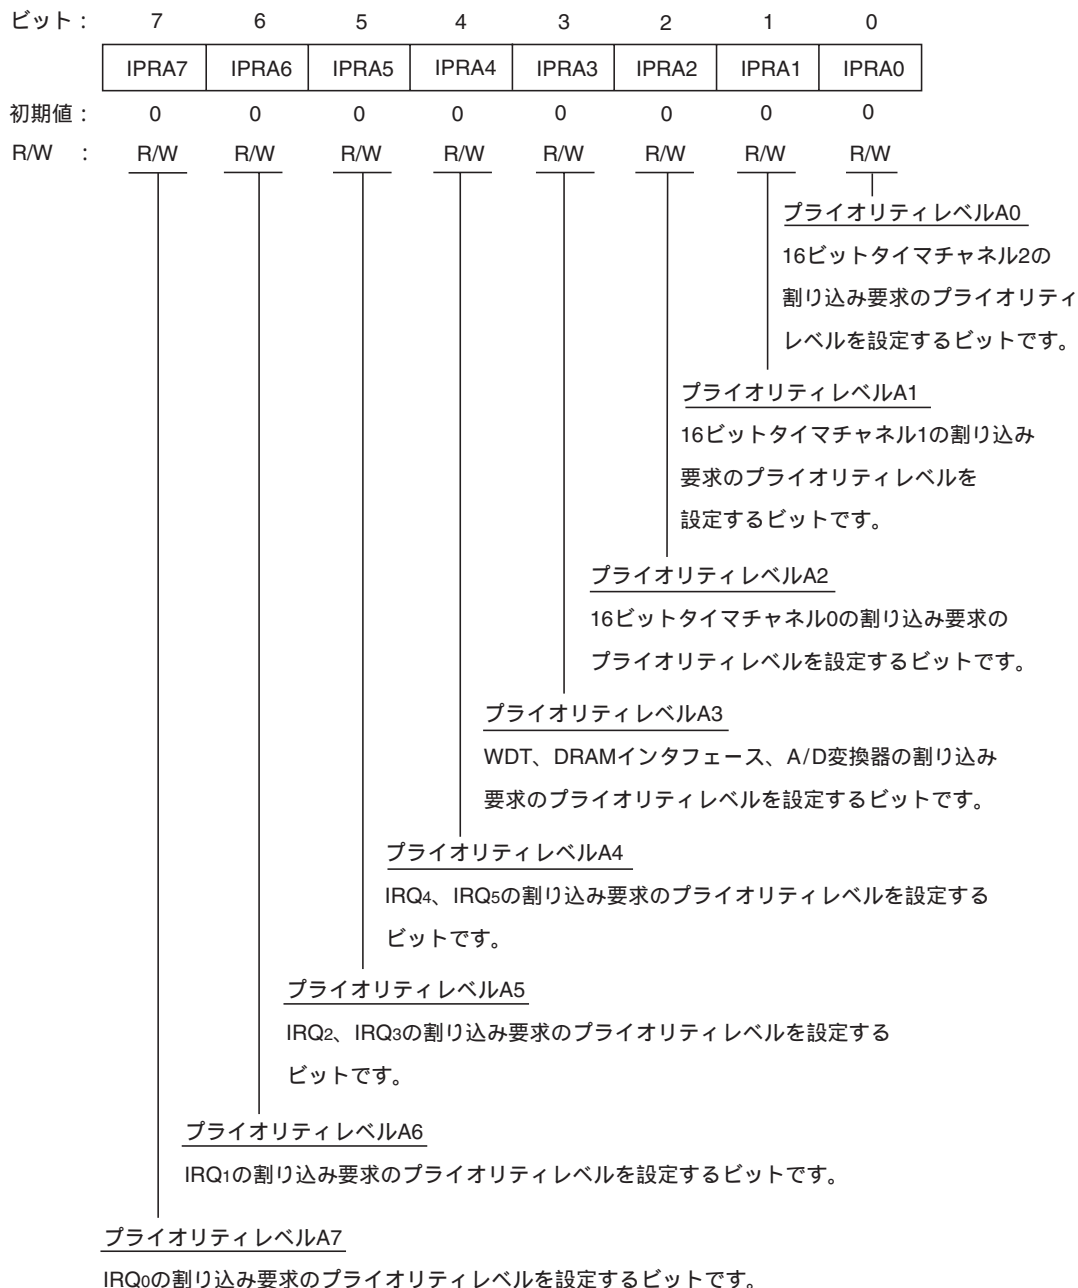 ビット： 7 6 5 4 3 2 1 0
IPRA7 IPRA6 IPRA5 IPRA4 IPRA3 IPRA2 IPRA1 IPRA0
初期値： 0 0 0 0 0 0 0 0
R/W ： R/W R/W R/W R/W R/W R/W R/W R/W
プライオリティレベルA0
16ビットタイマチャネル2の
割り込み要求のプライオリティ
レベルを設定するビットです。
プライオリティレベルA1
16ビットタイマチャネル1の割り込み
要求のプライオリティレベルを
設定するビットです。
プライオリティレベルA2
16ビットタイマチャネル0の割り込み要求の
プライオリティレベルを設定するビットです。
プライオリティレベルA3
WDT、DRAMインタフェース、A/D変換器の割り込み
要求のプライオリティレベルを設定するビットです。
プライオリティレベルA4
IRQ4、IRQ5の割り込み要求のプライオリティレベルを設定する
ビットです。
プライオリティレベルA5
IRQ2、IRQ3の割り込み要求のプライオリティレベルを設定する
ビットです。
プライオリティレベルA6
IRQ1の割り込み要求のプライオリティレベルを設定するビットです。
プライオリティレベルA7
IRQ0の割り込み要求のプライオリティレベルを設定するビットです。